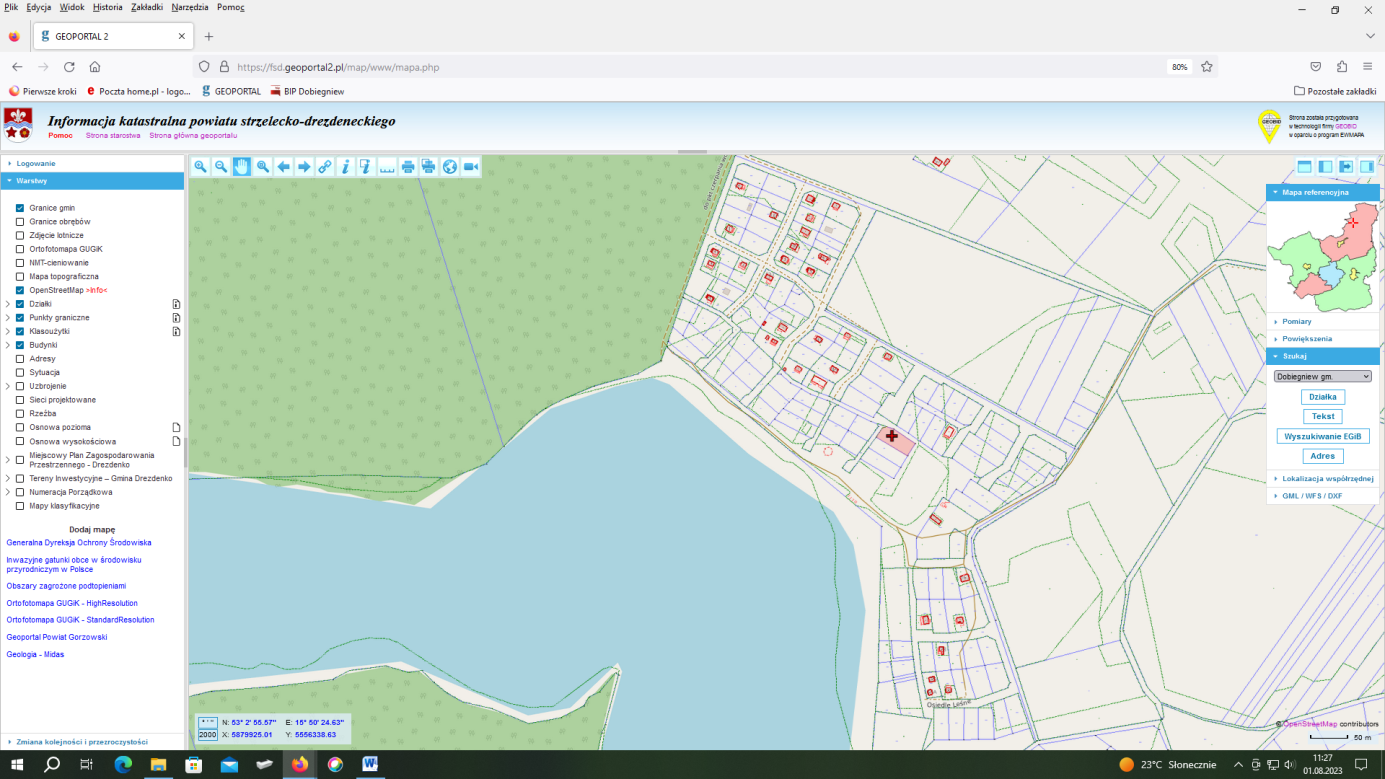 Plik Edycja Widok Historia Zakładki Narzędzia Pomoc
GEOPORTAL 2
https://fsd.geoportal2.pl/map/www/mapa.php
80%
Pierwsze kroki
Poczta home.pl - logo...
GEOPORTAL
BIP Dobiegniew
Pozostałe zakładki
Informacja katastralna powiatu strzelecko-drezdeneckiego
Pomoc Strona starostwa Strona główna geoportalu
GEOBID
Strona została przygotowana
w technologii firmy GEOBID
w oparciu o program EWMAPA
Logowanie
Warstwy
Granice gmin
Granice obrębów
Zdjęcie lotnicze
Ortofotomapa GUGiK
NMT-cieniowanie
Mapa topograficzna
OpenStreetMap >Info<
Działki
Punkty graniczne
Klasoużytki
Budynki
Adresy
Sytuacja
Uzbrojenie
Sieci projektowane
Rzeźba
Osnowa pozioma
Osnowa wysokościowa
Miejscowy Plan Zagospodarowania
Przestrzennego - Drezdenko
Tereny Inwestycyjne – Gmina Drezdenko
Numeracja Porządkowa
Mapy klasyfikacyjne
Dodaj mapę
Generalna Dyreksja Ochrony Środowiska
Inwazyjne gatunki obce w środowisku
przyrodniczym w Polsce
Obszary zagrożone podtopieniami
Ortofotomapa GUGiK - HighResolution
Ortofotomapa GUGiK - StandardResolution
Geoportal Powiat Gorzowski
Geologia - Midas
Zmiana kolejności i przezroczystości
Mapa referencyjna
Pomiary
Powiększenia
Szukaj
Dobiegniew gm.
Działka
Tekst
Wyszukiwanie EGiB
Adres
Lokalizacja współrzędnej
GML / WFS / DXF
Osiedle Leśne
N: 53° 2' 55.57" E: 15° 50' 24.63"
2000 X: 5879925.01 Y: 5556338.63
© OpenStreetMap contributors
50 m
23°C Słonecznie
11:27
01.08.2023